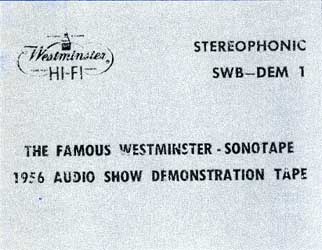 Westminster
HI-FI
STEREOPHONIC
SWB-DEM 1
THE FAMOUS WESTMINSTER - SONOTAPE
1956 AUDIO SHOW DEMONSTRATION TAPE